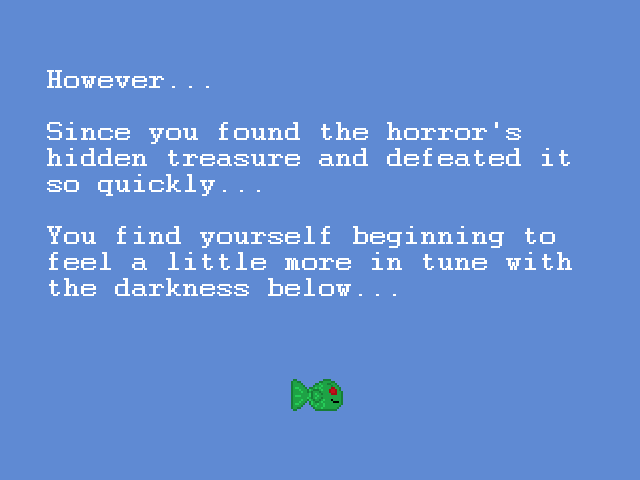 However...
Since you found the horror's
hidden treasure and defeated it
so quickly...
You find yourself beginning to
feel a little more in tune with
the darkness below...